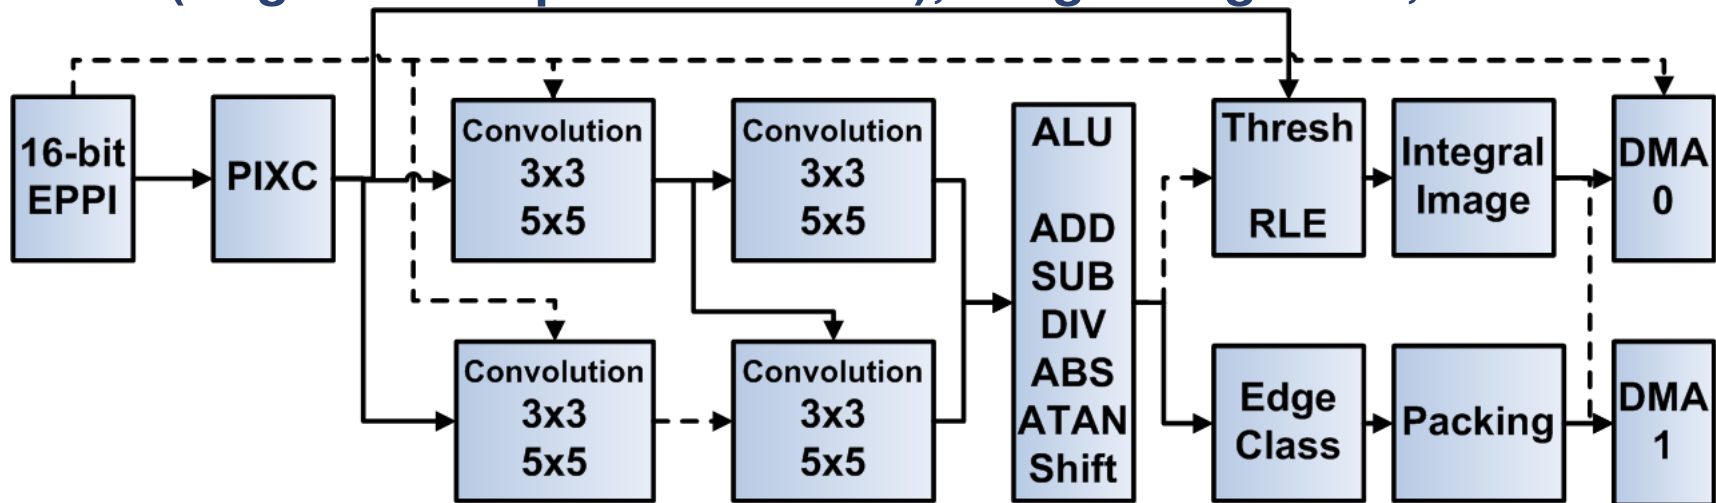 16-bit
EPPI
PIXC
Convolution
3x3
5x5
Convolution
3x3
5x5
Convolution
3x3
5x5
Convolution
3x3
5x5
ALU
ADD
SUB
DIV
ABS
ATAN
Shift
Thresh
RLE
Integral
Image
DMA
0
Edge
Class
Packing
DMA
1